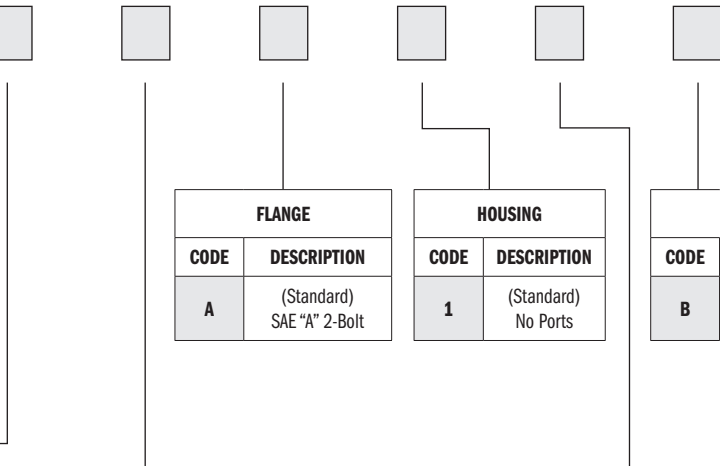 FLANGE
CODE DESCRIPTION
A (Standard)
SAE “A” 2-Bolt
HOUSING
CODE DESCRIPTION
1 (Standard)
No Ports
CODE
B